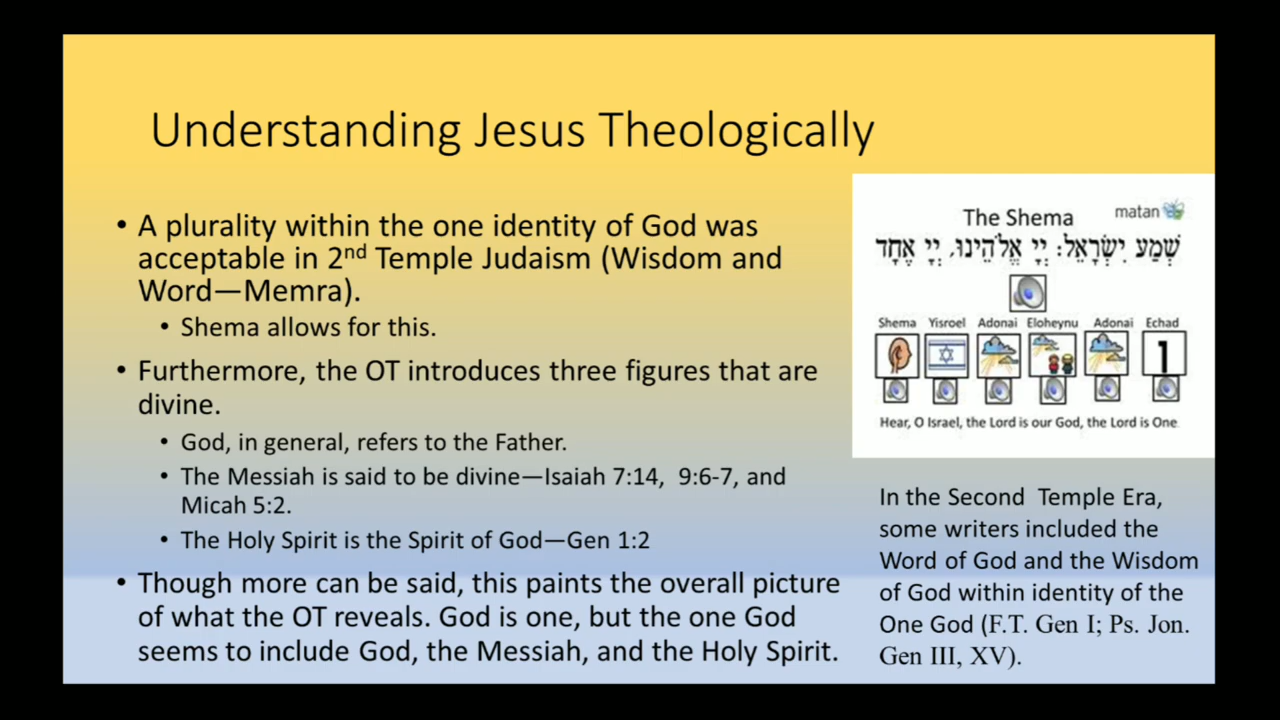 Understanding Jesus Theologically
• A plurality within the one identity of God was
acceptable in 2nd Temple Judaism (Wisdom and
Word—Memra).
• Shema allows for this.
• Furthermore, the OT introduces three figures that are
divine.
• God, in general, refers to the Father.
• The Messiah is said to be divine—Isaiah 7:14, 9:6-7, and
Micah 5:2.
• The Holy Spirit is the Spirit of God—Gen 1:2
• Though more can be said, this paints the overall picture
of what the OT reveals. God is one, but the one God
seems to include God, the Messiah, and the Holy Spirit.
The Shema
matan
שְׁמַע יִשְׂרָאֵל: יְיָ אֱלֹהֵינוּ, יְיָ אֶחָד
Shema Yisroel Adonai Eloheynu Adonai Echad
1
Hear, O Israel, the Lord is our God, the Lord is One.
In the Second Temple Era,
some writers included the
Word of God and the Wisdom
of God within identity of the
One God (F.T. Gen I; Ps. Jon.
Gen III, XV).